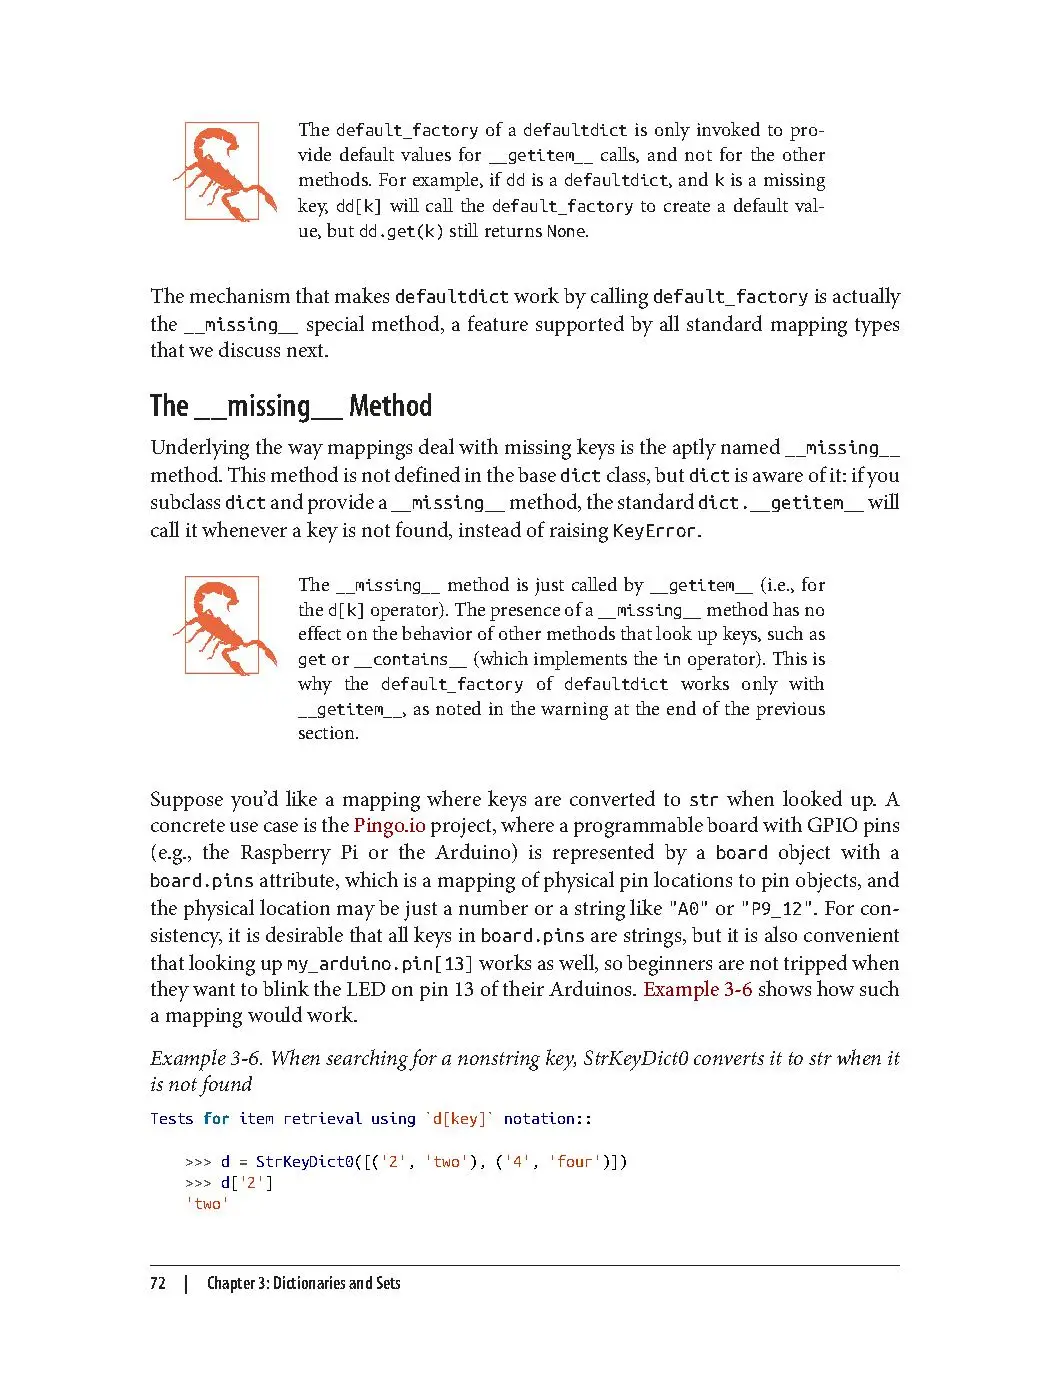 The default_factory of a defaultdict is only invoked to pro-
vide default values for __getitem__ calls, and not for the other
methods. For example, if dd is a defaultdict, and k is a missing
key, dd[k] will call the default_factory to create a default val-
ue, but dd.get(k) still returns None.
The mechanism that makes defaultdict work by calling default_factory is actually
the __missing__ special method, a feature supported by all standard mapping types
that we discuss next.
The __missing__ Method
Underlying the way mappings deal with missing keys is the aptly named __missing__
method. This method is not defined in the base dict class, but dict is aware of it: if you
subclass dict and provide a __missing__ method, the standard dict.__getitem__ will
call it whenever a key is not found, instead of raising KeyError.
The __missing__ method is just called by __getitem__ (i.e., for
the d[k] operator). The presence of a __missing__ method has no
effect on the behavior of other methods that look up keys, such as
get or __contains__ (which implements the in operator). This is
why the default_factory of defaultdict works only with
__getitem__, as noted in the warning at the end of the previous
section.
Suppose you’d like a mapping where keys are converted to str when looked up. A
concrete use case is the Pingo.io project, where a programmable board with GPIO pins
(e.g., the Raspberry Pi or the Arduino) is represented by a board object with a
board.pins attribute, which is a mapping of physical pin locations to pin objects, and
the physical location may be just a number or a string like "A0" or "P9_12". For con-
sistency, it is desirable that all keys in board.pins are strings, but it is also convenient
that looking up my_arduino.pin[13] works as well, so beginners are not tripped when
they want to blink the LED on pin 13 of their Arduinos. Example 3-6 shows how such
a mapping would work.
Example 3-6. When searching for a nonstring key, StrKeyDict0 converts it to str when it
is not found
Tests for item retrieval using `d[key]` notation::
>>> d = StrKeyDict0([('2', 'two'), ('4', 'four')])
>>> d['2']
'two'
72 | Chapter 3: Dictionaries and Sets